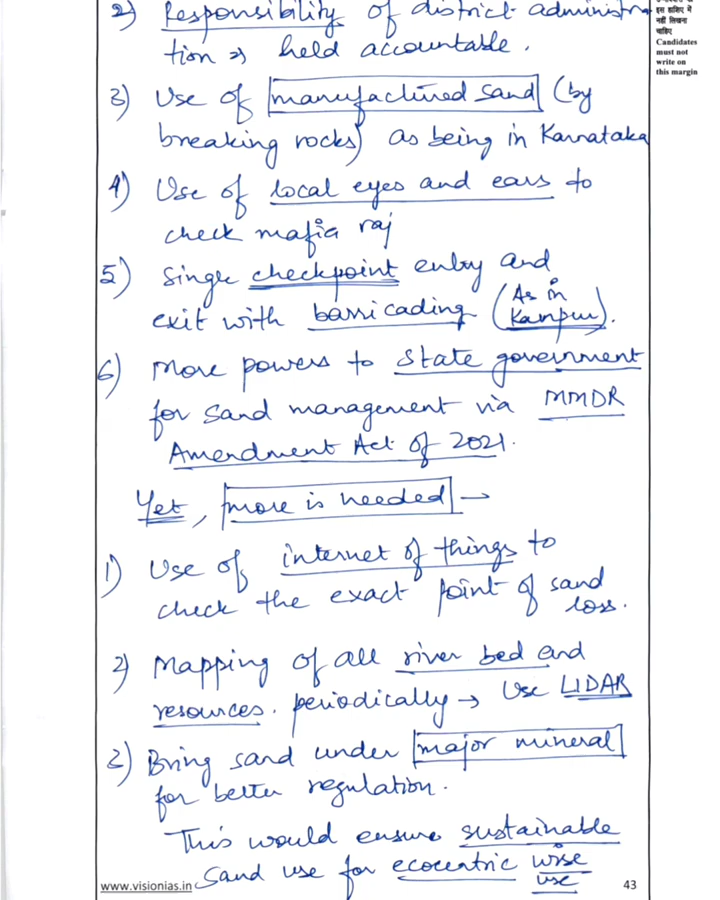 2) Responsibility of district administra
tion → held accountable.
इस हाशिए में
नहीं लिखना
चाहिए
Candidates
must not
write on
this margin
3) Use of manufactured sand (by
breaking rocks) as being in Karnataka
4) Use of local eyes and ears to
check mafia raj
5) Single checkpoint entry and
exit with barricading (As in
Kanpur).
6) More powers to State government
for sand management via MMDR
Amendment Act of 2021.
Yet, more is needed →
1) Use of internet of things to
check the exact point of sand
loss.
2) Mapping of all river bed and
resources. periodically → Use LIDAR
3) Bring sand under major mineral
for better regulation.
This would ensure sustainable
sand use for ecocentric wise
use
www.visionias.in
43